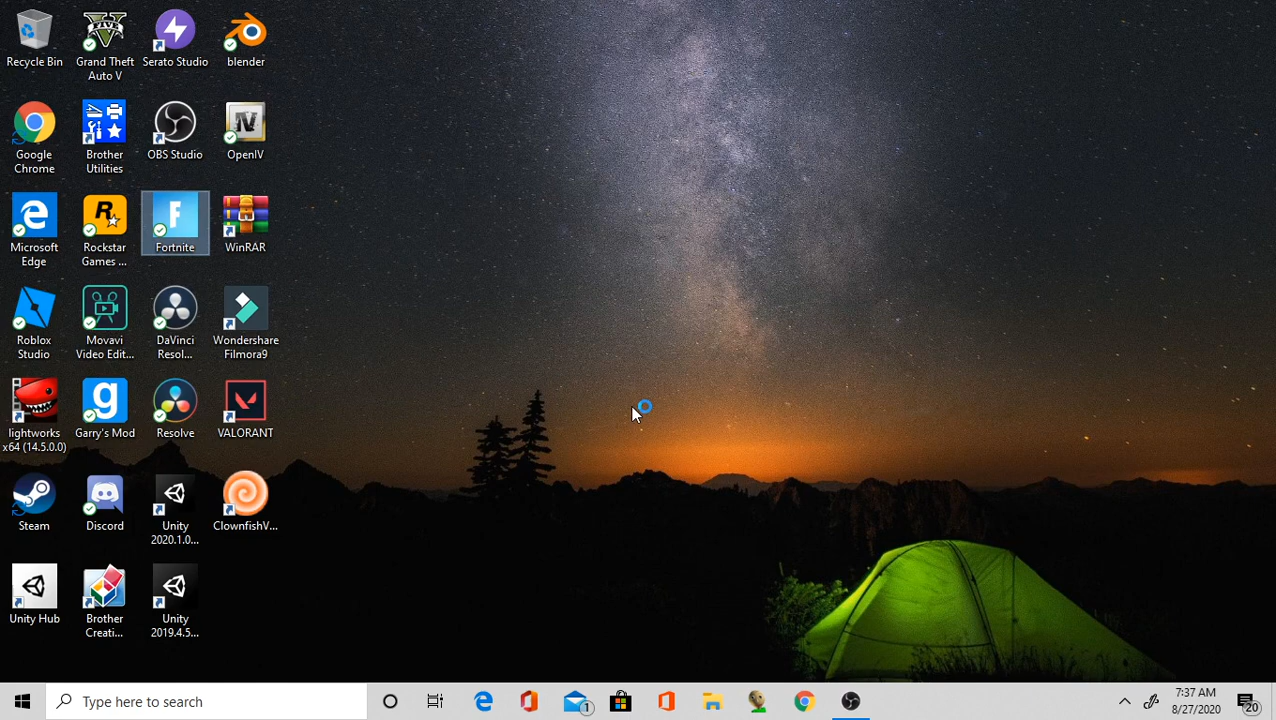 Recycle Bin
Grand Theft
Auto V
Serato Studio
blender
Google
Chrome
Brother
Utilities
OBS Studio
OpenIV
Microsoft
Edge
Rockstar
Games ...
Fortnite
WinRAR
Roblox
Studio
Movavi
Video Edit...
DaVinci
Resol...
Wondershare
Filmora9
lightworks
x64 (14.5.0.0)
Garry's Mod
Resolve
VALORANT
Steam
Discord
Unity
2020.1.0...
ClownfishV...
Unity Hub
Brother
Creati...
Unity
2019.4.5...
Type here to search
1
7:37 AM
8/27/2020
20